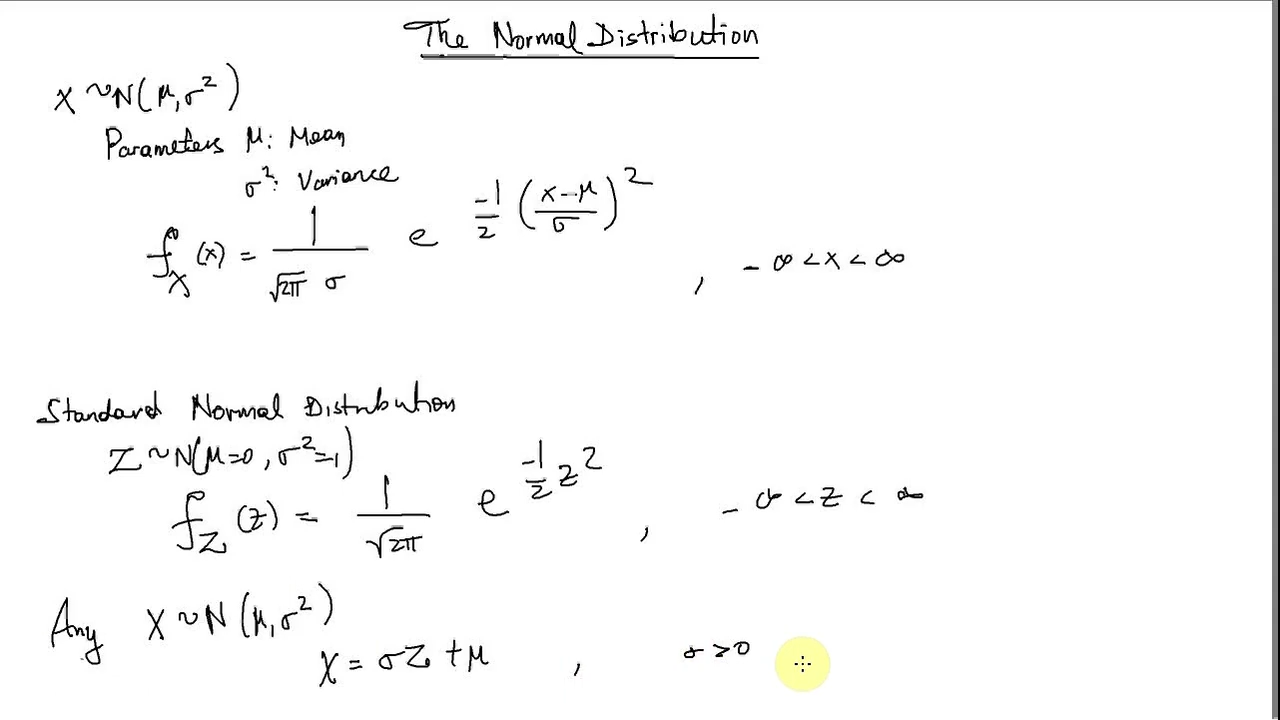 The Normal Distribution
X ~ N(μ, σ²)
Parameters μ: Mean
σ²: Variance
f_X(x) = 1/(√2π σ) e^(-1/2 ((x-μ)/σ)²) , -∞ < x < ∞
Standard Normal Distribution
Z ~ N(μ=0, σ²=1)
f_Z(z) = 1/√2π e^(-1/2 z²) , -∞ < z < ∞
Any X ~ N(μ, σ²)
X = σZ + μ , σ > 0